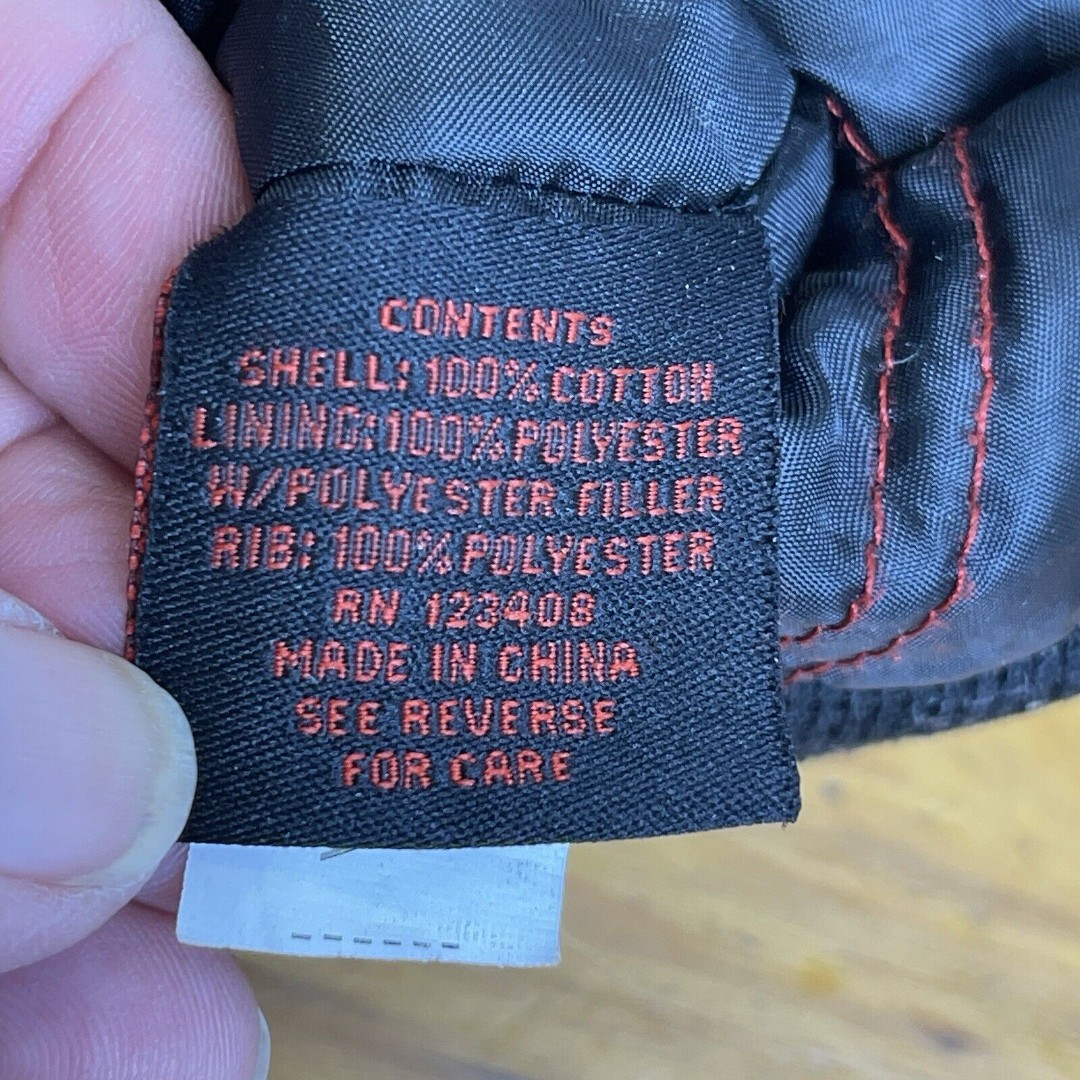 CONTENTS
SHELL: 100% COTTON
LINING: 100% POLYESTER
W/POLYESTER FILLER
RIB: 100% POLYESTER
RN 123408
MADE IN CHINA
SEE REVERSE
FOR CARE